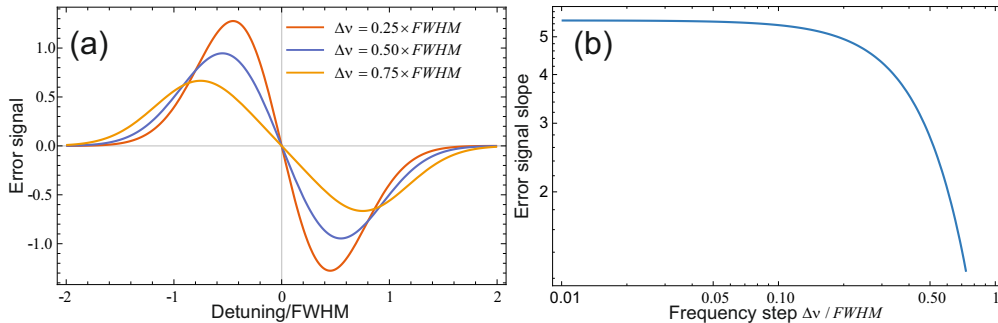 (a)
Δν = 0.25×FWHM
Δν = 0.50×FWHM
Δν = 0.75×FWHM
Error signal
1.0
0.5
0.0
-0.5
-1.0
-2
-1
0
1
2
Detuning/FWHM
(b)
Error signal slope
5
4
3
2
0.01
0.05
0.10
0.50
1
Frequency step Δν / FWHM